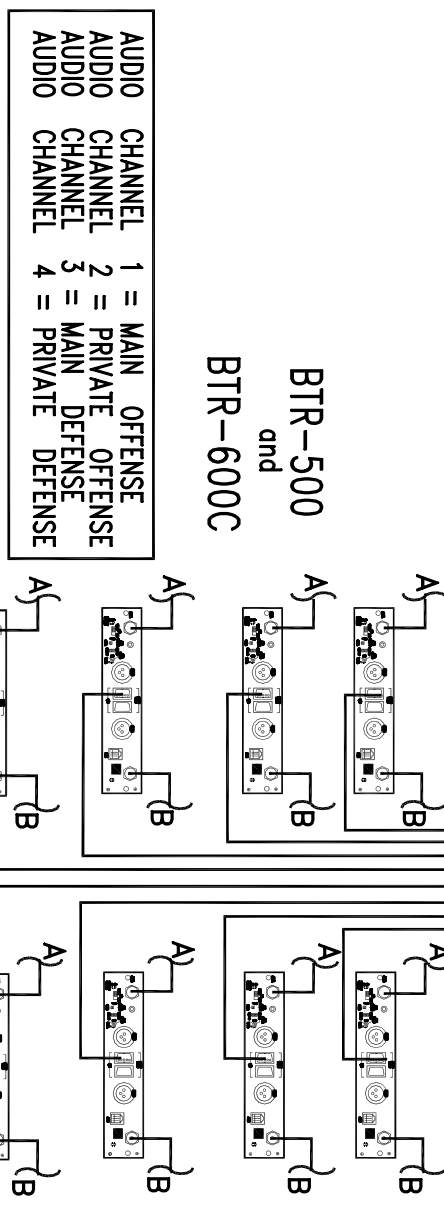 BTR-500
and
BTR-600C
AUDIO CHANNEL 1 = MAIN OFFENSE
AUDIO CHANNEL 2 = PRIVATE OFFENSE
AUDIO CHANNEL 3 = MAIN DEFENSE
AUDIO CHANNEL 4 = PRIVATE DEFENSE
A
A
A
A
B
B
B
B
A
A
A
A
B
B
B
B